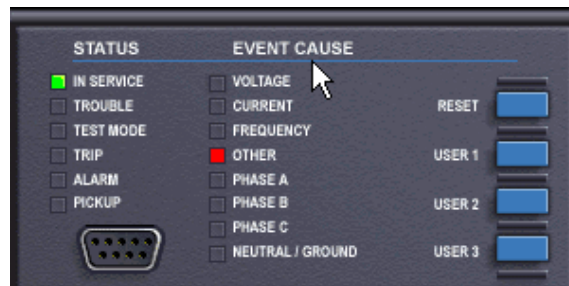 STATUS
EVENT CAUSE
IN SERVICE
TROUBLE
TEST MODE
TRIP
ALARM
PICKUP
VOLTAGE
CURRENT
FREQUENCY
OTHER
PHASE A
PHASE B
PHASE C
NEUTRAL / GROUND
RESET
USER 1
USER 2
USER 3